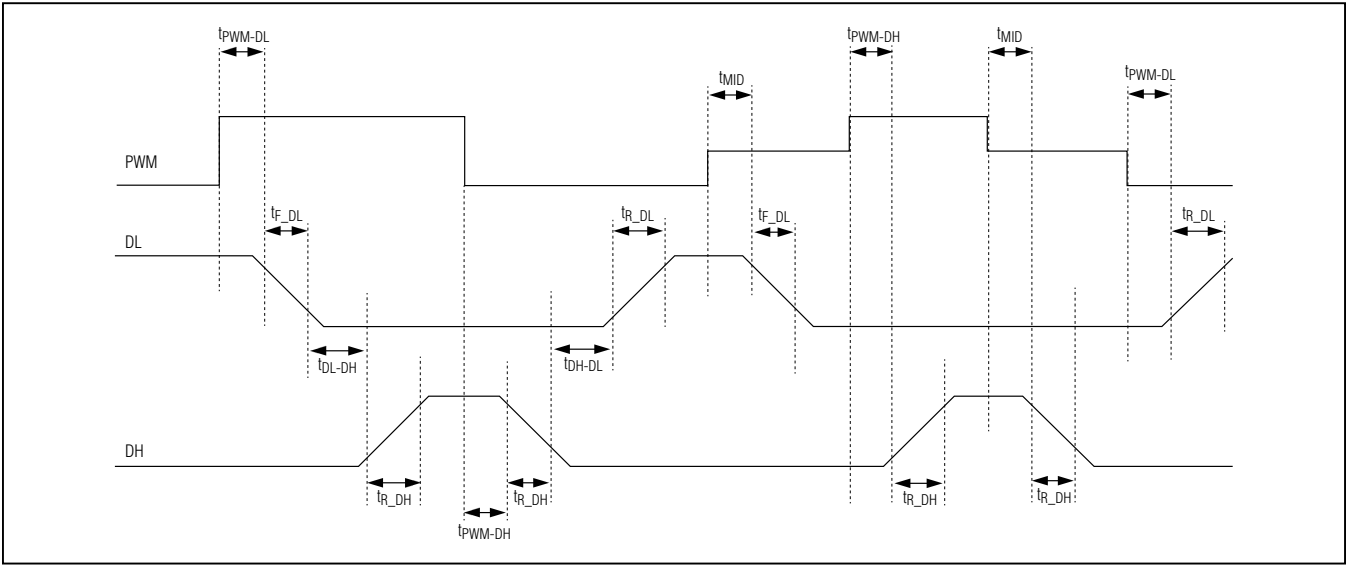 tPWM-DL
tPWM-DH
tMID
tMID
tPWM-DL
PWM
tF_DL
tR_DL
tF_DL
tR_DL
DL
tDL-DH
tDH-DL
DH
tR_DH
tR_DH
tR_DH
tR_DH
tPWM-DH